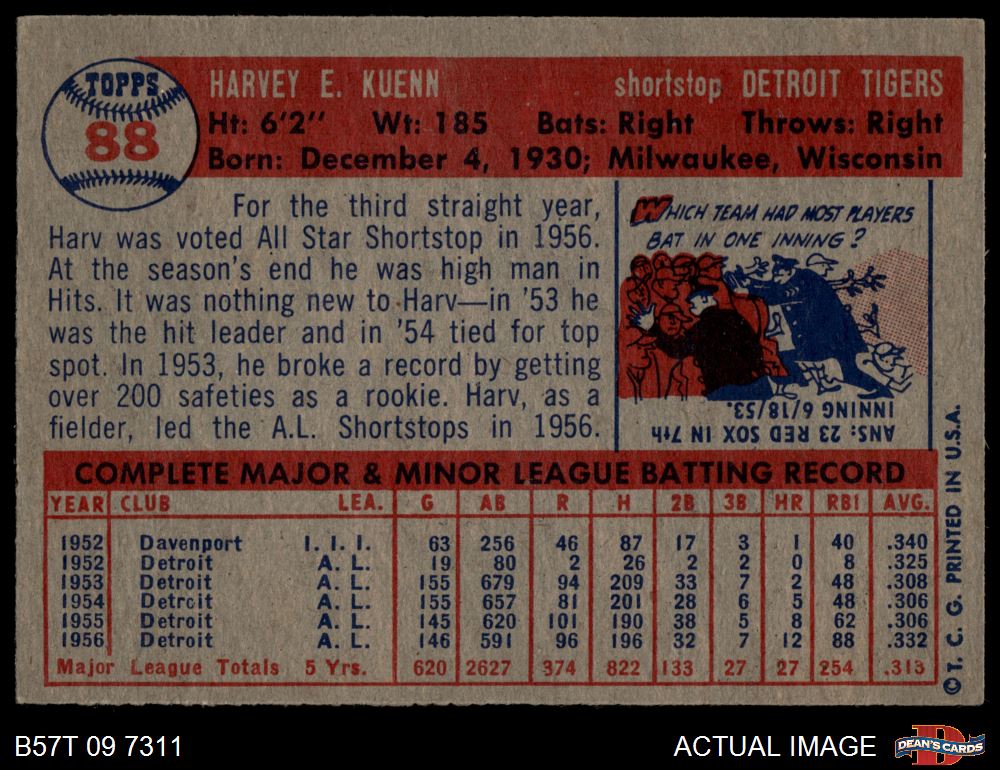 TOPPS
88
HARVEY E. KUENN shortstop DETROIT TIGERS
Ht: 6'2" Wt: 185 Bats: Right Throws: Right
Born: December 4, 1930; Milwaukee, Wisconsin
For the third straight year,
Harv was voted All Star Shortstop in 1956.
At the season's end he was high man in
Hits. It was nothing new to Harv—in '53 he
was the hit leader and in '54 tied for top
spot. In 1953, he broke a record by getting
over 200 safeties as a rookie. Harv, as a
fielder, led the A.L. Shortstops in 1956.
WHICH TEAM HAD MOST PLAYERS
BAT IN ONE INNING?
ANS: 23 RED SOX IN 7th
INNING 6/18/53.
COMPLETE MAJOR & MINOR LEAGUE BATTING RECORD
YEAR CLUB LEA. G AB R H 2B 3B HR RBI AVG.
1952 Davenport I. I. I. 63 256 46 87 17 3 1 40 .340
1952 Detroit A. L. 19 80 2 26 2 2 0 8 .325
1953 Detroit A. L. 155 679 94 209 33 7 2 48 .308
1954 Detroit A. L. 155 657 81 201 28 6 5 48 .306
1955 Detroit A. L. 145 620 101 190 38 5 8 62 .306
1956 Detroit A. L. 146 591 96 196 32 7 12 88 .332
Major League Totals 5 Yrs. 620 2627 374 822 133 27 27 254 .313
© T. C. G. PRINTED IN U.S.A.
B57T 09 7311
ACTUAL IMAGE
DEAN'S CARDS